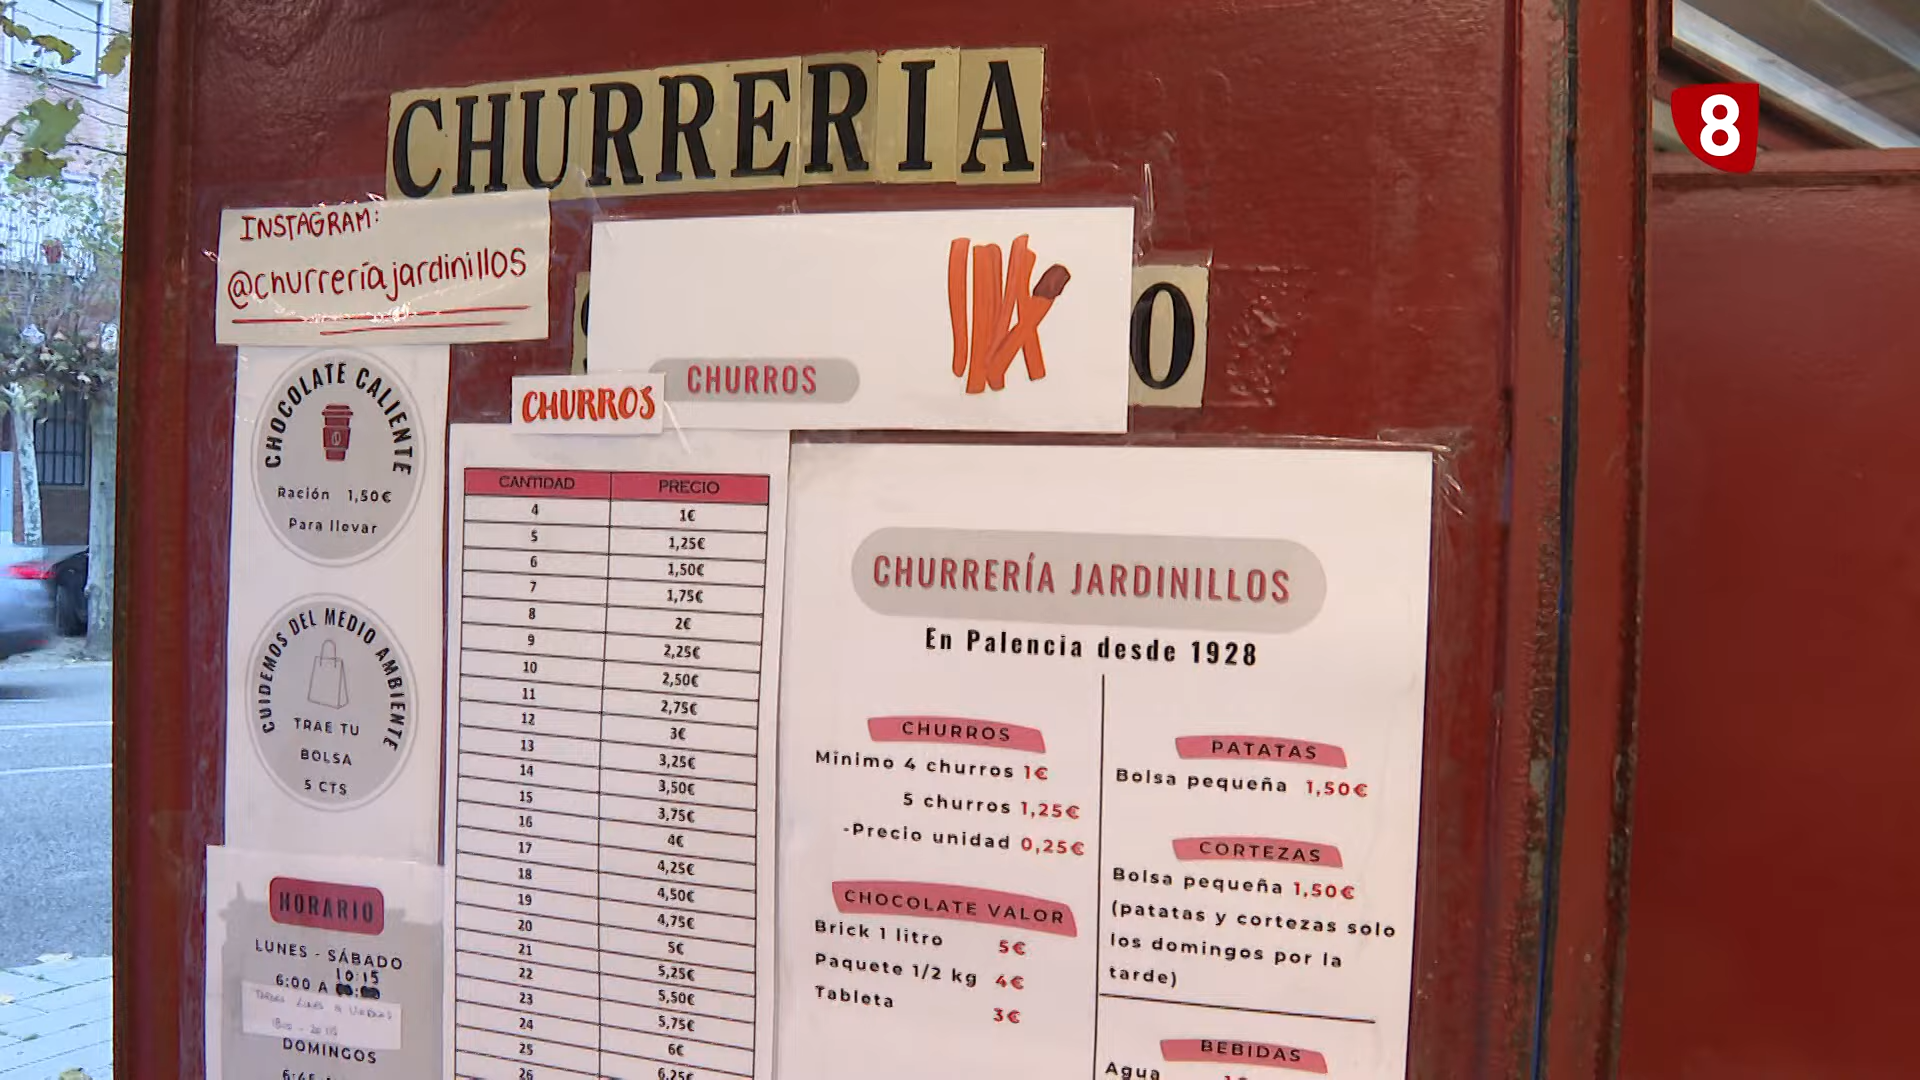 CHURRERIA
8
INSTAGRAM:
@churreríajardinillos
O
CHURROS
CHURROS
CHOCOLATE CALIENTE
Ración 1,50€
Para llevar
CUIDEMOS DEL MEDIO AMBIENTE
TRAE TU
BOLSA
5 CTS
HORARIO
LUNES - SÁBADO
10:15
6:00 A
DOMINGOS
CANTIDAD PRECIO
4 1€
5 1,25€
6 1,50€
7 1,75€
8 2€
9 2,25€
10 2,50€
11 2,75€
12 3€
13 3,25€
14 3,50€
15 3,75€
16 4€
17 4,25€
18 4,50€
19 4,75€
20 5€
21 5,25€
22 5,50€
23 5,75€
24 6€
25 6,25€
26
CHURRERÍA JARDINILLOS
En Palencia desde 1928
CHURROS
Minimo 4 churros 1€
5 churros 1,25€
-Precio unidad 0,25€
CHOCOLATE VALOR
Brick 1 litro 5€
Paquete 1/2 kg 4€
Tableta 3€
PATATAS
Bolsa pequeña 1,50€
CORTEZAS
Bolsa pequeña 1,50€
(patatas y cortezas solo
los domingos por la
tarde)
BEBIDAS
Agua